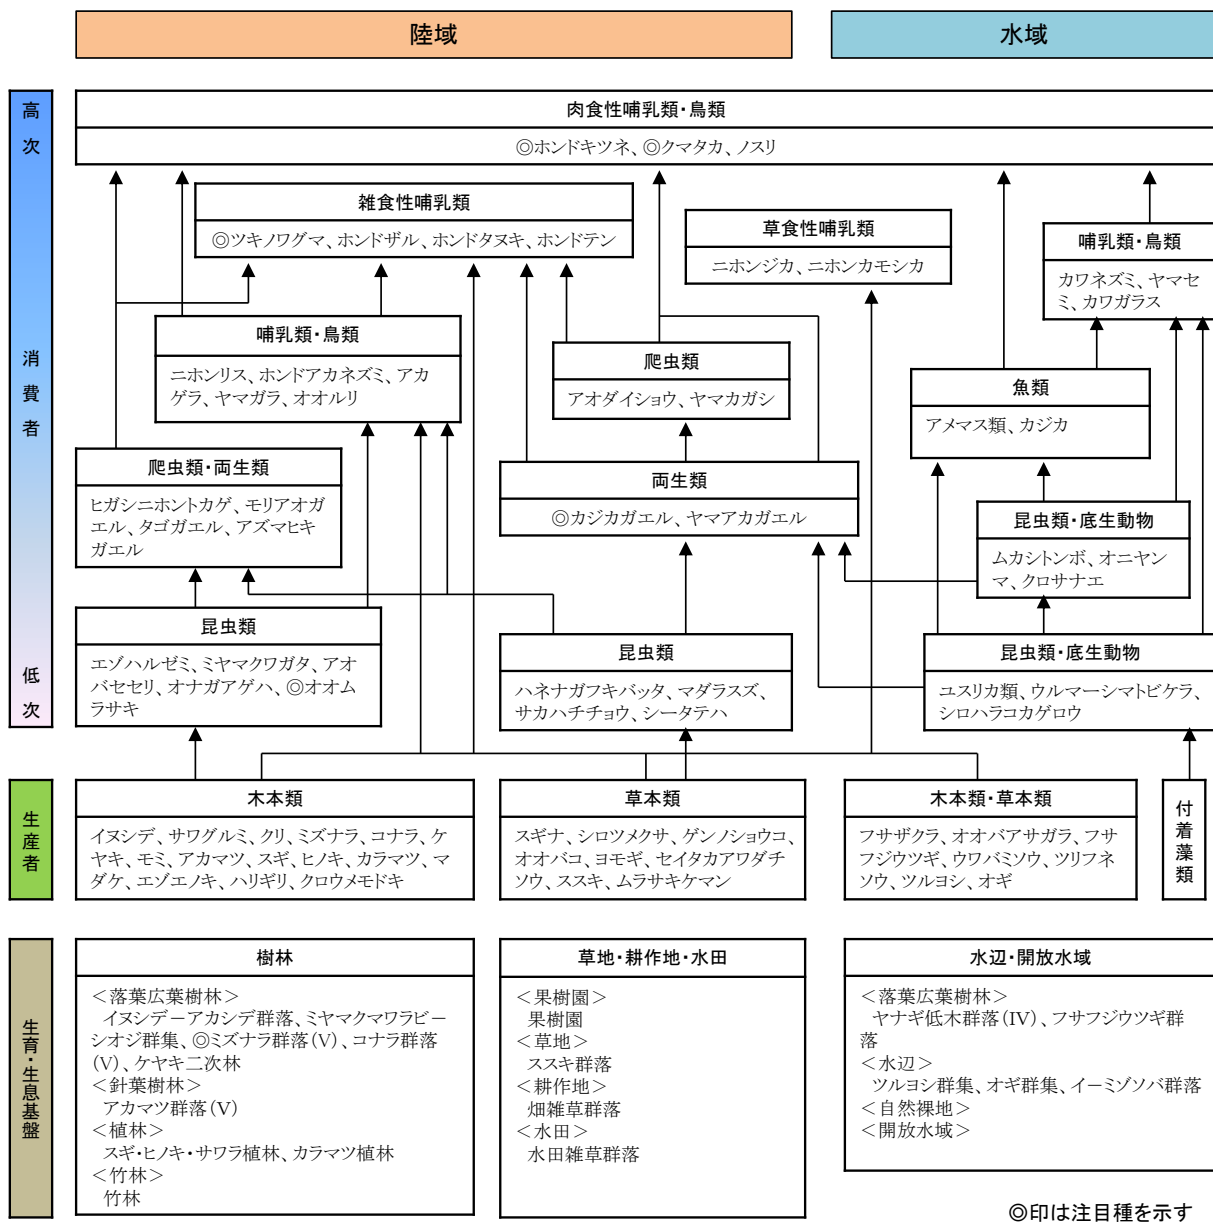 陸域
水域
高次
消費者
低次
肉食性哺乳類・鳥類
◎ホンドキツネ、◎クマタカ、ノスリ
雑食性哺乳類
◎ツキノワグマ、ホンドザル、ホンドタヌキ、ホンドテン
草食性哺乳類
ニホンジカ、ニホンカモシカ
哺乳類・鳥類
カワネズミ、ヤマセ
ミ、カワガラス
哺乳類・鳥類
ニホンリス、ホンドアカネズミ、アカ
ゲラ、ヤマガラ、オオルリ
爬虫類
アオダイショウ、ヤマカガシ
魚類
アメマス類、カジカ
爬虫類・両生類
ヒガシニホントカゲ、モリアオガ
エル、タゴガエル、アズマヒキ
ガエル
両生類
◎カジカガエル、ヤマアカガエル
昆虫類・底生動物
ムカシトンボ、オニヤン
マ、クロサナエ
昆虫類
エゾハルゼミ、ミヤマクワガタ、アオ
バセセリ、オナガアゲハ、◎オオム
ラサキ
昆虫類
ハネナガフキバッタ、マダラスズ、
サカハチチョウ、シータテハ
昆虫類・底生動物
ユスリカ類、ウルマーシマトビケラ、
シロハラコカゲロウ
生産者
木本類
イヌシデ、サワグルミ、クリ、ミズナラ、コナラ、ケ
ヤキ、モミ、アカマツ、スギ、ヒノキ、カラマツ、マ
ダケ、エゾエノキ、ハリギリ、クロウメモドキ
草本類
スギナ、シロツメクサ、ゲンノショウコ、
オオバコ、ヨモギ、セイタカアワダチ
ソウ、ススキ、ムラサキケマン
木本類・草本類
フサザクラ、オオバアサガラ、フサ
フジウツギ、ウワバミソウ、ツリフネ
ソウ、ツルヨシ、オギ
付着藻類
生育・生息基盤
樹林
＜落葉広葉樹林＞
イヌシデーアカシデ群落、ミヤマクマワラビー
シオジ群集、◎ミズナラ群落(V)、コナラ群落
(V)、ケヤキ二次林
＜針葉樹林＞
アカマツ群落(V)
＜植林＞
スギ・ヒノキ・サワラ植林、カラマツ植林
＜竹林＞
竹林
草地・耕作地・水田
＜果樹園＞
果樹園
＜草地＞
ススキ群落
＜耕作地＞
畑雑草群落
＜水田＞
水田雑草群落
水辺・開放水域
＜落葉広葉樹林＞
ヤナギ低木群落(IV)、フサフジウツギ群
落
＜水辺＞
ツルヨシ群集、オギ群集、イーミゾソバ群落
＜自然裸地＞
＜開放水域＞
◎印は注目種を示す